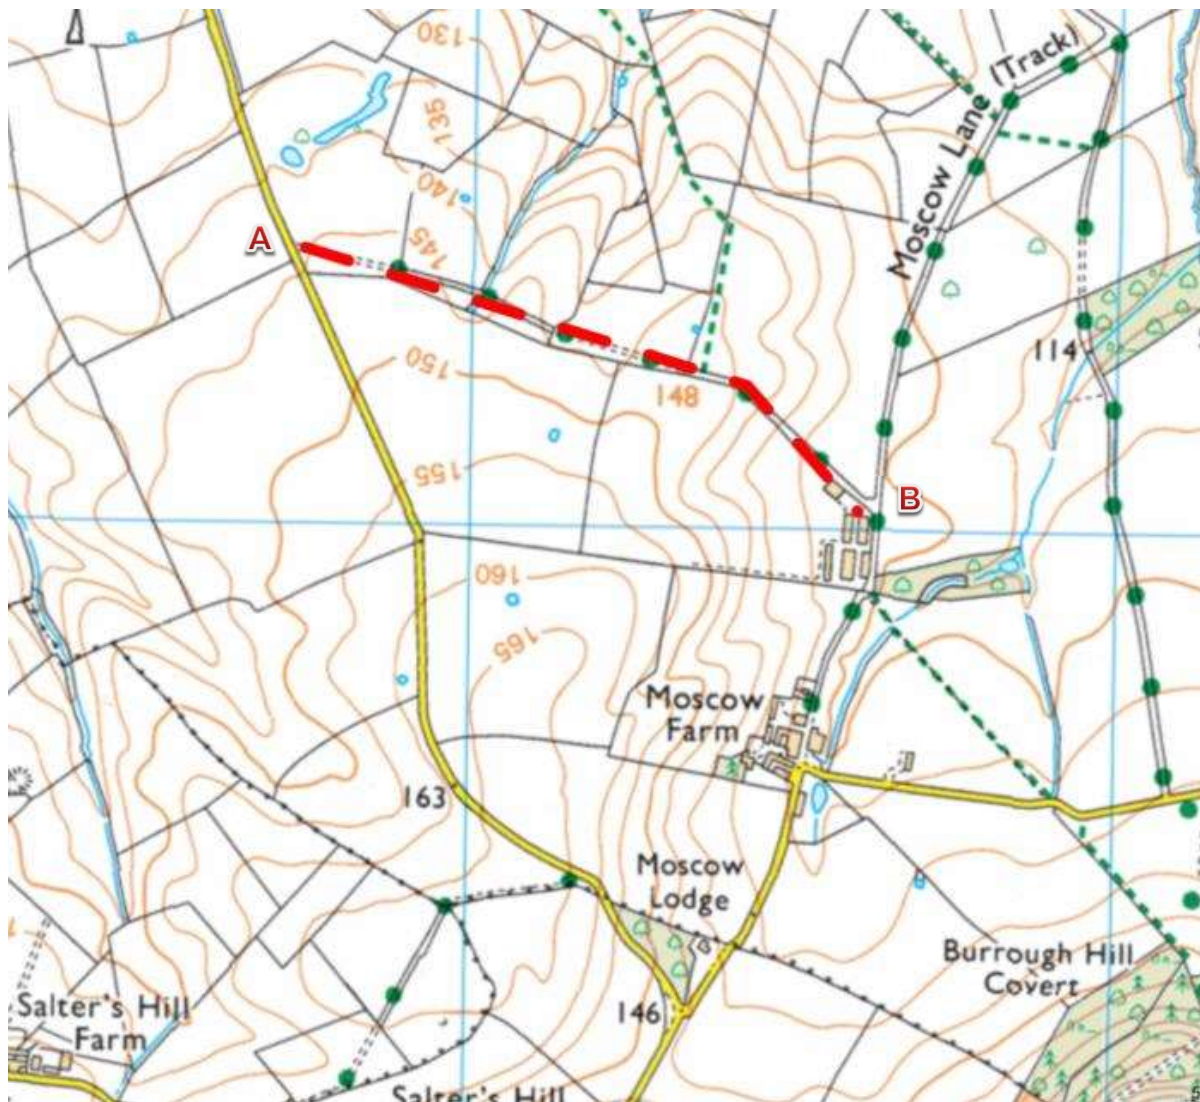 130
Moscow Lane (Track)
135
140
A
145
114
150
148
155
B
160
165
Moscow
Farm
163
Moscow
Lodge
Burrough Hill
Covert
Salter's Hill
Farm
146
Salter's Hill